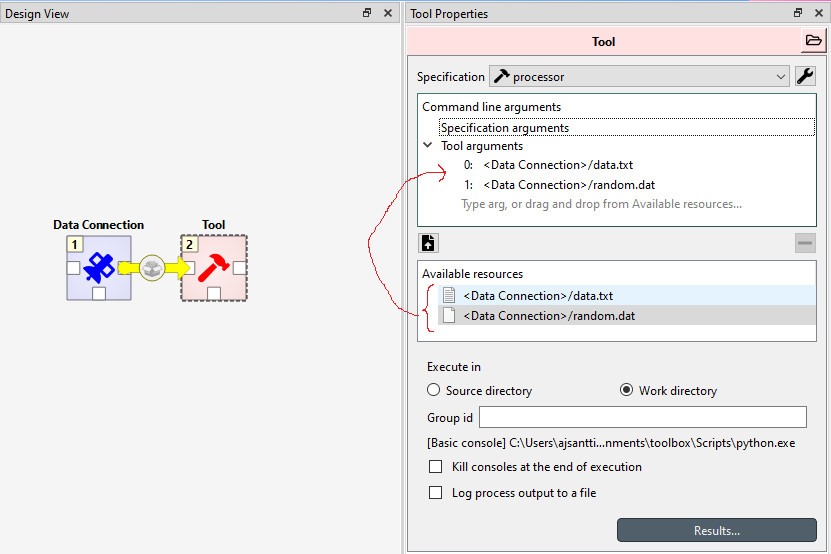 Design View
Tool Properties
Tool
Specification
processor
Command line arguments
Specification arguments
Tool arguments
0: <Data Connection>/data.txt
1: <Data Connection>/random.dat
Type arg, or drag and drop from Available resources...
Data Connection
Tool
1
2
Available resources
<Data Connection>/data.txt
<Data Connection>/random.dat
Execute in
Source directory
Work directory
Group id
[Basic console] C:\Users\ajsantti...nments\toolbox\Scripts\python.exe
Kill consoles at the end of execution
Log process output to a file
Results...